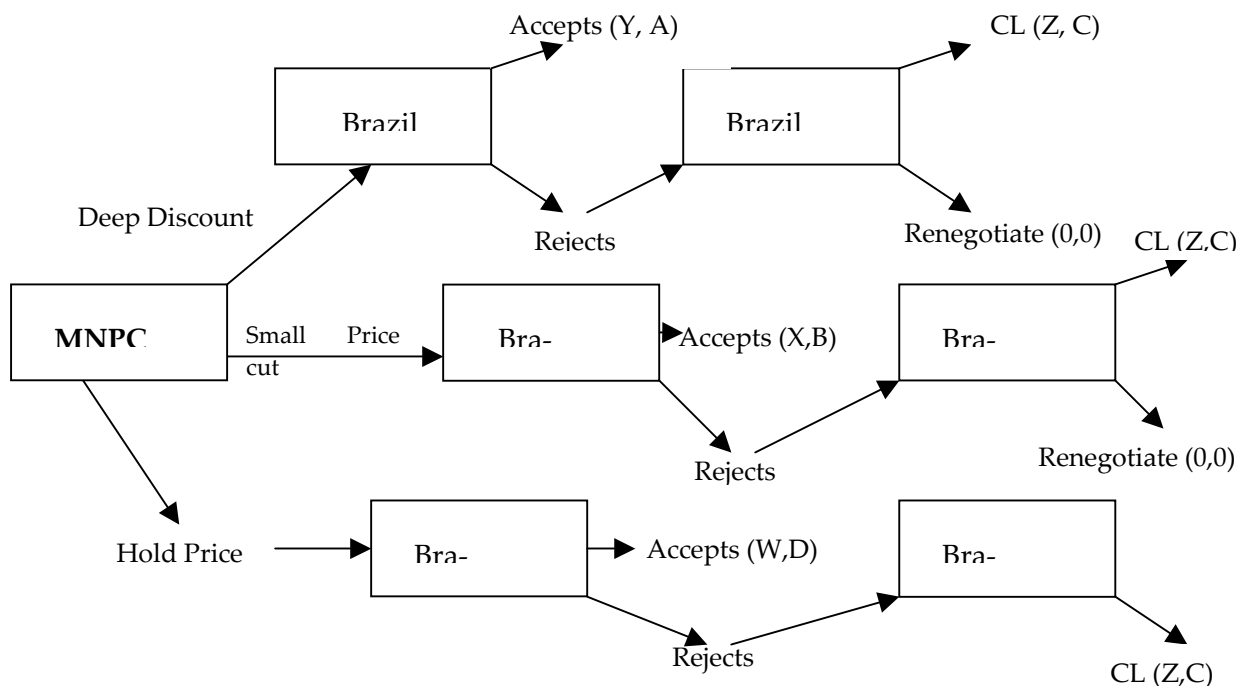 Accepts (Y, A)
CL (Z, C)
Brazil
Brazil
Deep Discount
Rejects
Renegotiate (0,0)
CL (Z,C)
MNPC
Small Price
cut
Bra-
Accepts (X,B)
Bra-
Rejects
Renegotiate (0,0)
Hold Price
Bra-
Accepts (W,D)
Bra-
Rejects
CL (Z,C)